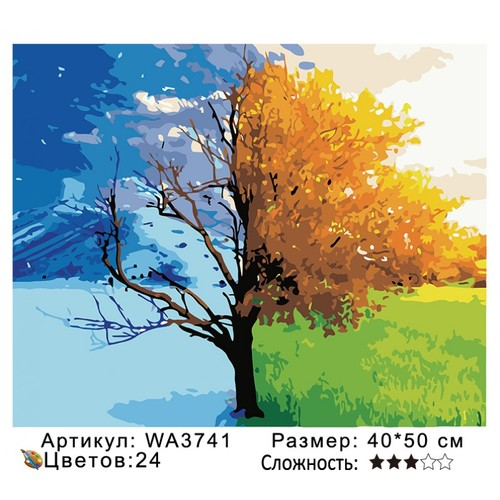 Артикул: WA3741 Размер: 40*50 см
Цветов:24 Сложность: ★★★☆☆